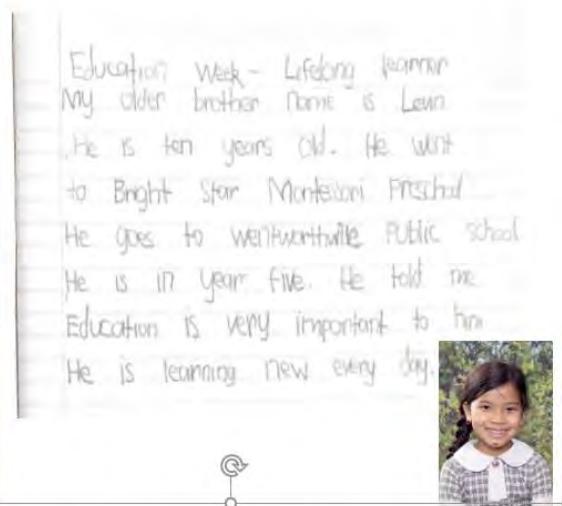 Education Week - Lifelong learner
My older brother name is Levin
.He is ten years old. He went
to Bright Star Montessori Preschol
He goes to wentworthville Public school
He is in year five. He told me
Education is very important to him
He is learning new every day.